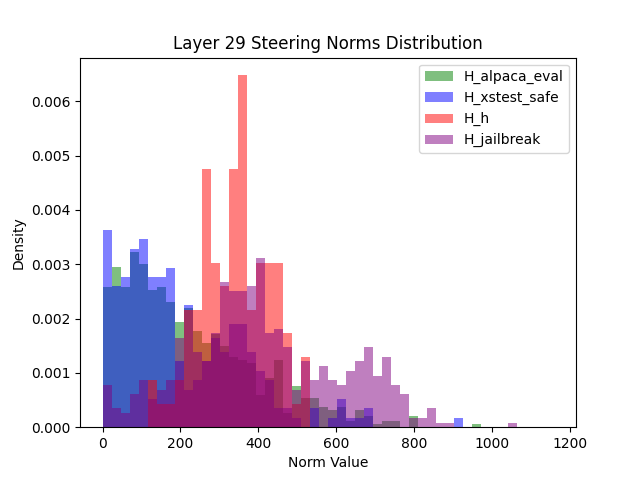 Layer 29 Steering Norms Distribution
H_alpaca_eval
H_xstest_safe
H_h
H_jailbreak
0.006
0.005
0.004
0.003
0.002
0.001
0.000
Density
0 200 400 600 800 1000 1200
Norm Value